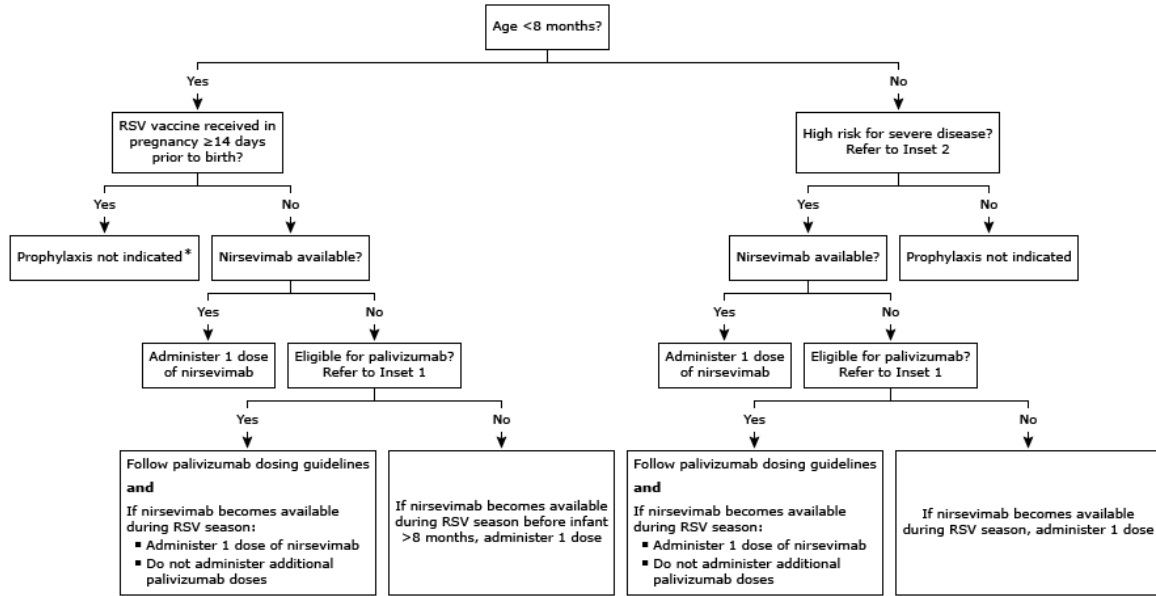 Age <8 months?
Yes
No
RSV vaccine received in
pregnancy ≥14 days
prior to birth?
High risk for severe disease?
Refer to Inset 2
Yes
No
Yes
No
Prophylaxis not indicated*
Nirsevimab available?
Nirsevimab available?
Prophylaxis not indicated
Yes
No
Yes
No
Administer 1 dose
of nirsevimab
Eligible for palivizumab?
Refer to Inset 1
Administer 1 dose
of nirsevimab
Eligible for palivizumab?
Refer to Inset 1
Yes
No
Yes
No
Follow palivizumab dosing guidelines
and
If nirsevimab becomes available
during RSV season:
▪ Administer 1 dose of nirsevimab
▪ Do not administer additional
palivizumab doses
If nirsevimab becomes available
during RSV season before infant
>8 months, administer 1 dose
Follow palivizumab dosing guidelines
and
If nirsevimab becomes available
during RSV season:
▪ Administer 1 dose of nirsevimab
▪ Do not administer additional
palivizumab doses
If nirsevimab becomes available
during RSV season, administer 1 dose